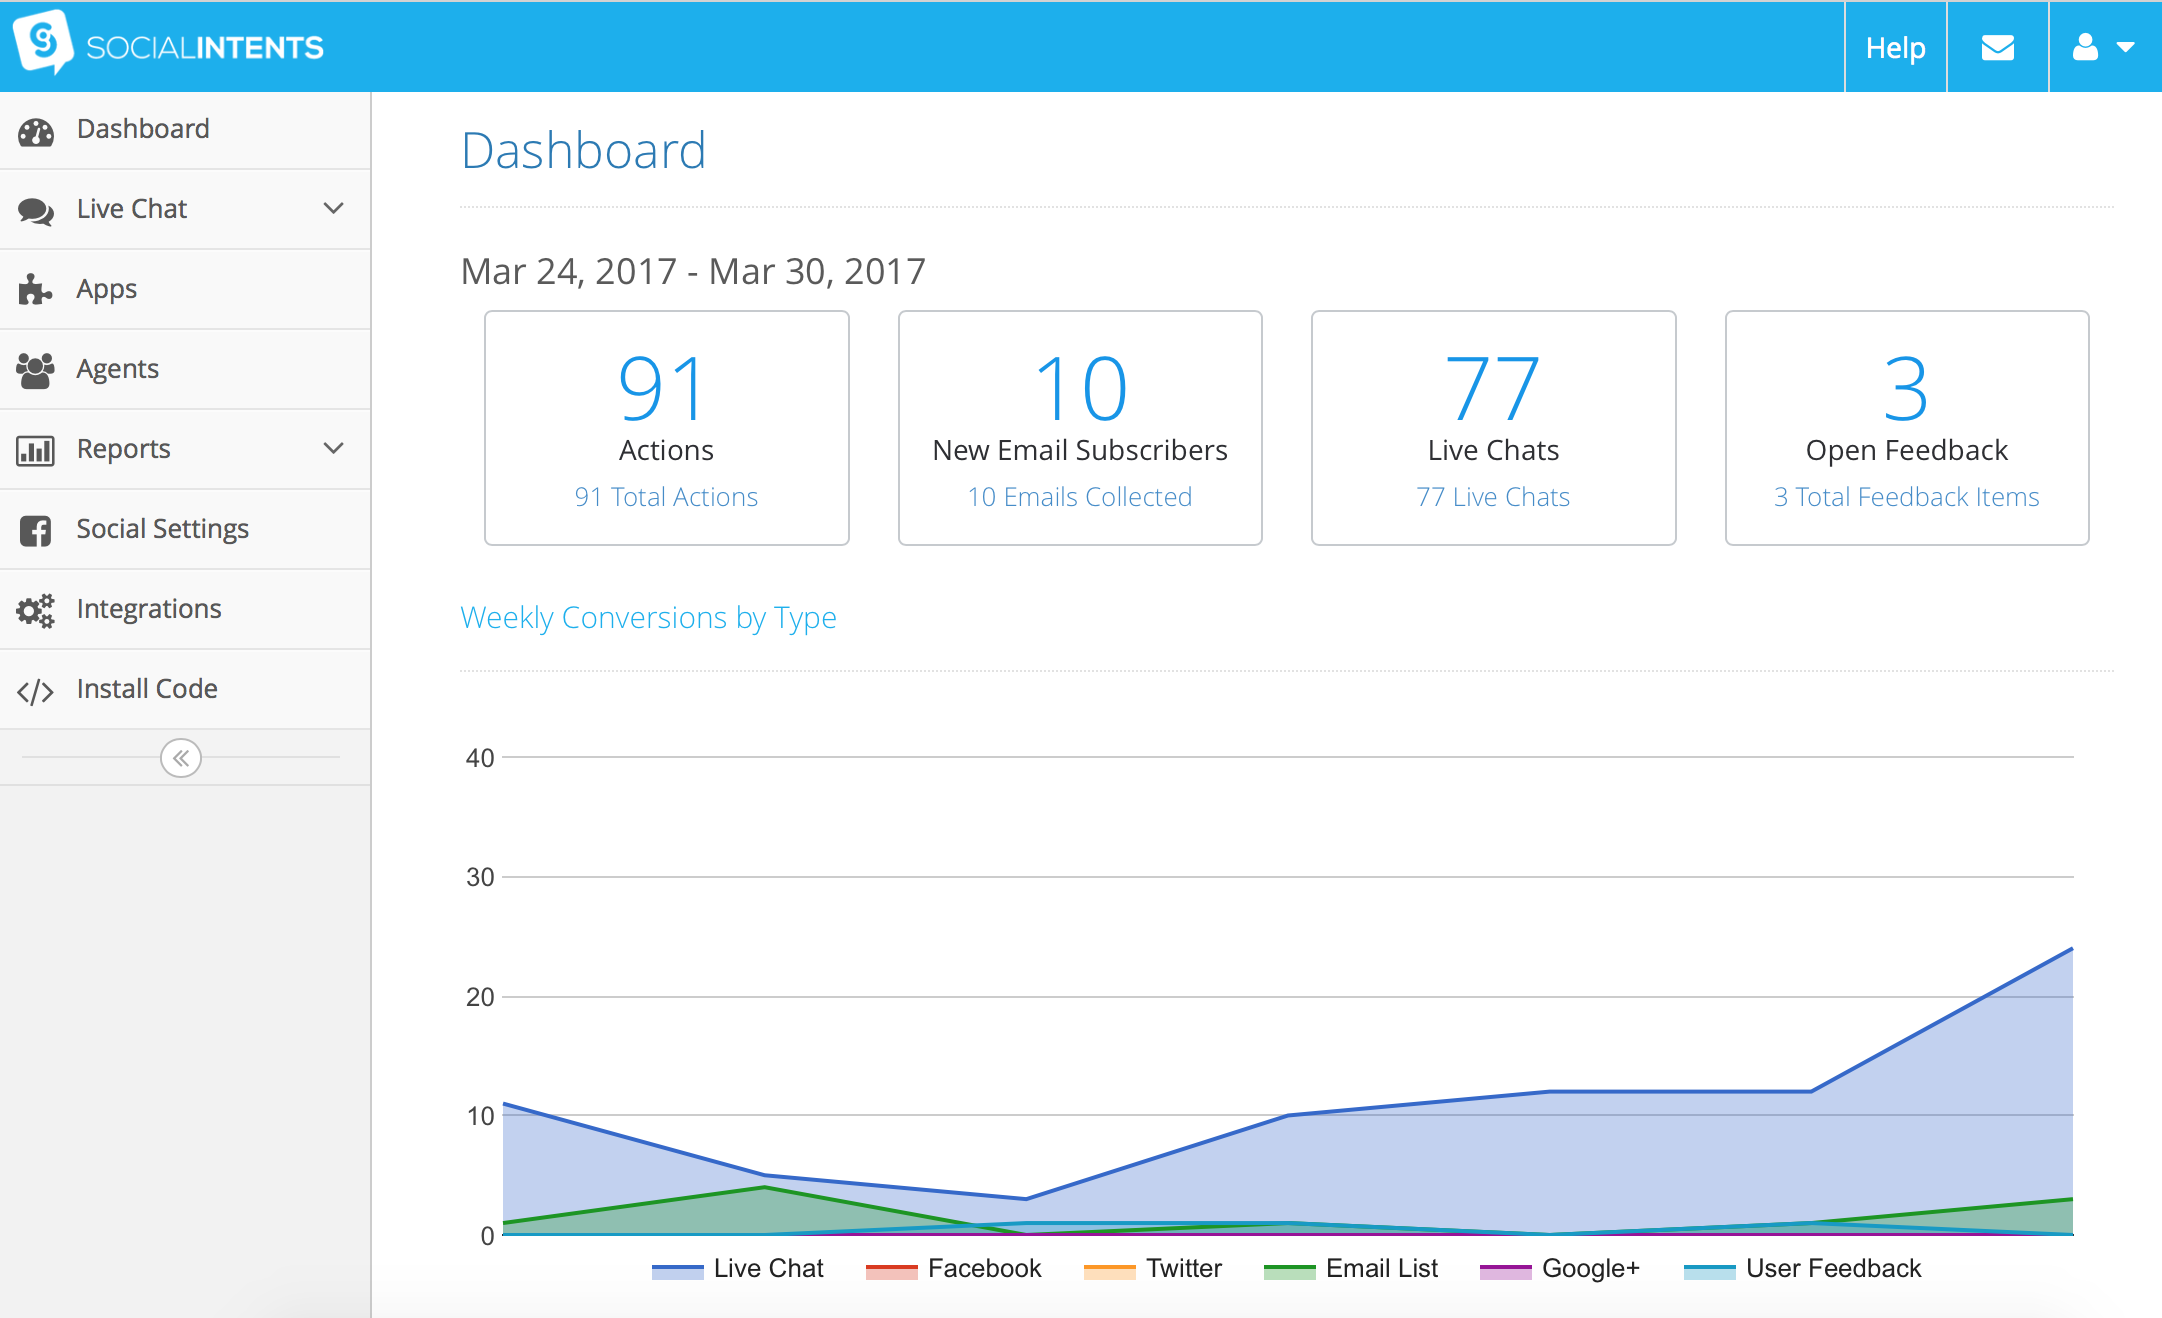 SOCIALINTENTS
Help
Dashboard
Live Chat
Apps
Agents
Reports
Social Settings
Integrations
Install Code
Dashboard
Mar 24, 2017 - Mar 30, 2017
91
Actions
91 Total Actions
10
New Email Subscribers
10 Emails Collected
77
Live Chats
77 Live Chats
3
Open Feedback
3 Total Feedback Items
Weekly Conversions by Type
40
30
20
10
0
Live Chat Facebook Twitter Email List Google+ User Feedback